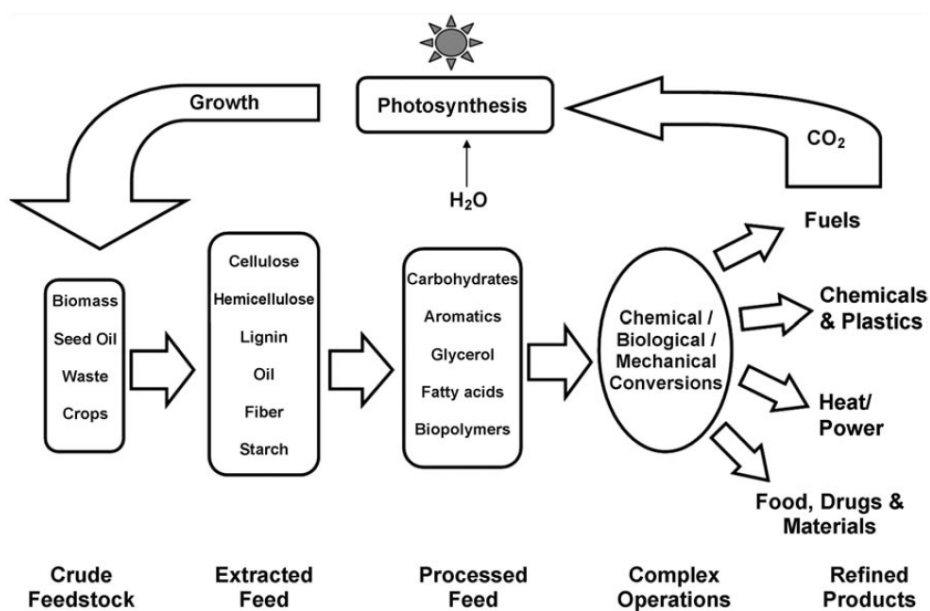 Growth
Photosynthesis
CO₂
H₂O
Biomass
Seed Oil
Waste
Crops
Cellulose
Hemicellulose
Lignin
Oil
Fiber
Starch
Carbohydrates
Aromatics
Glycerol
Fatty acids
Biopolymers
Chemical /
Biological /
Mechanical
Conversions
Fuels
Chemicals
& Plastics
Heat/
Power
Food, Drugs &
Materials
Crude
Feedstock
Extracted
Feed
Processed
Feed
Complex
Operations
Refined
Products